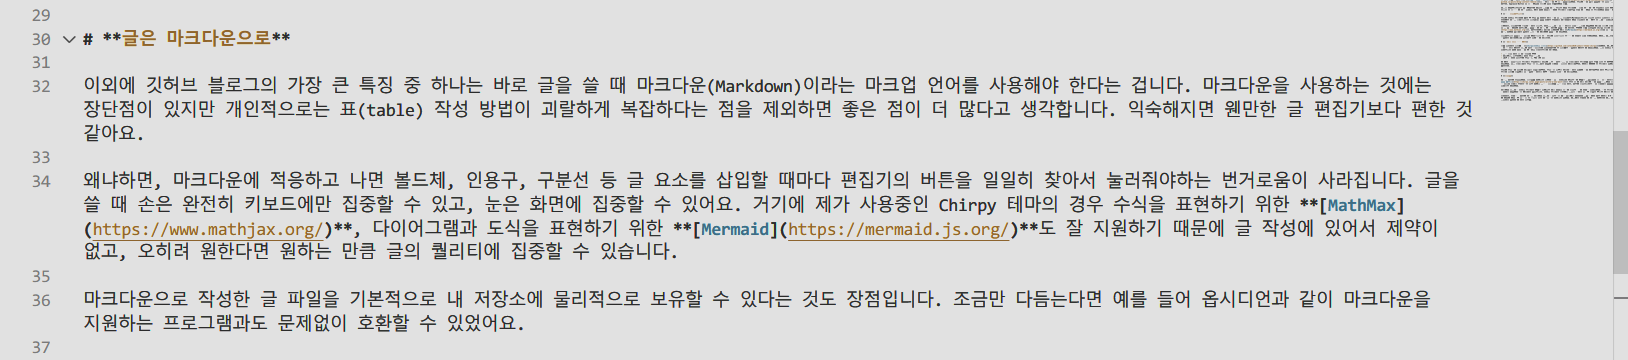 29
30 # **글은 마크다운으로**
31
32 이외에 깃허브 블로그의 가장 큰 특징 중 하나는 바로 글을 쓸 때 마크다운(Markdown)이라는 마크업 언어를 사용해야 한다는 겁니다. 마크다운을 사용하는 것에는
장단점이 있지만 개인적으로는 표(table) 작성 방법이 괴랄하게 복잡하다는 점을 제외하면 좋은 점이 더 많다고 생각합니다. 익숙해지면 웬만한 글 편집기보다 편한 것
같아요.
33
34 왜냐하면, 마크다운에 적응하고 나면 볼드체, 인용구, 구분선 등 글 요소를 삽입할 때마다 편집기의 버튼을 일일히 찾아서 눌러줘야하는 번거로움이 사라집니다. 글을
쓸 때 손은 완전히 키보드에만 집중할 수 있고, 눈은 화면에 집중할 수 있어요. 거기에 제가 사용중인 Chirpy 테마의 경우 수식을 표현하기 위한 **[MathMax]
(https://www.mathjax.org/)**, 다이어그램과 도식을 표현하기 위한 **[Mermaid](https://mermaid.js.org/)**도 잘 지원하기 때문에 글 작성에 있어서 제약이
없고, 오히려 원한다면 원하는 만큼 글의 퀄리티에 집중할 수 있습니다.
35
36 마크다운으로 작성한 글 파일을 기본적으로 내 저장소에 물리적으로 보유할 수 있다는 것도 장점입니다. 조금만 다듬는다면 예를 들어 옵시디언과 같이 마크다운을
지원하는 프로그램과도 문제없이 호환할 수 있었어요.
37